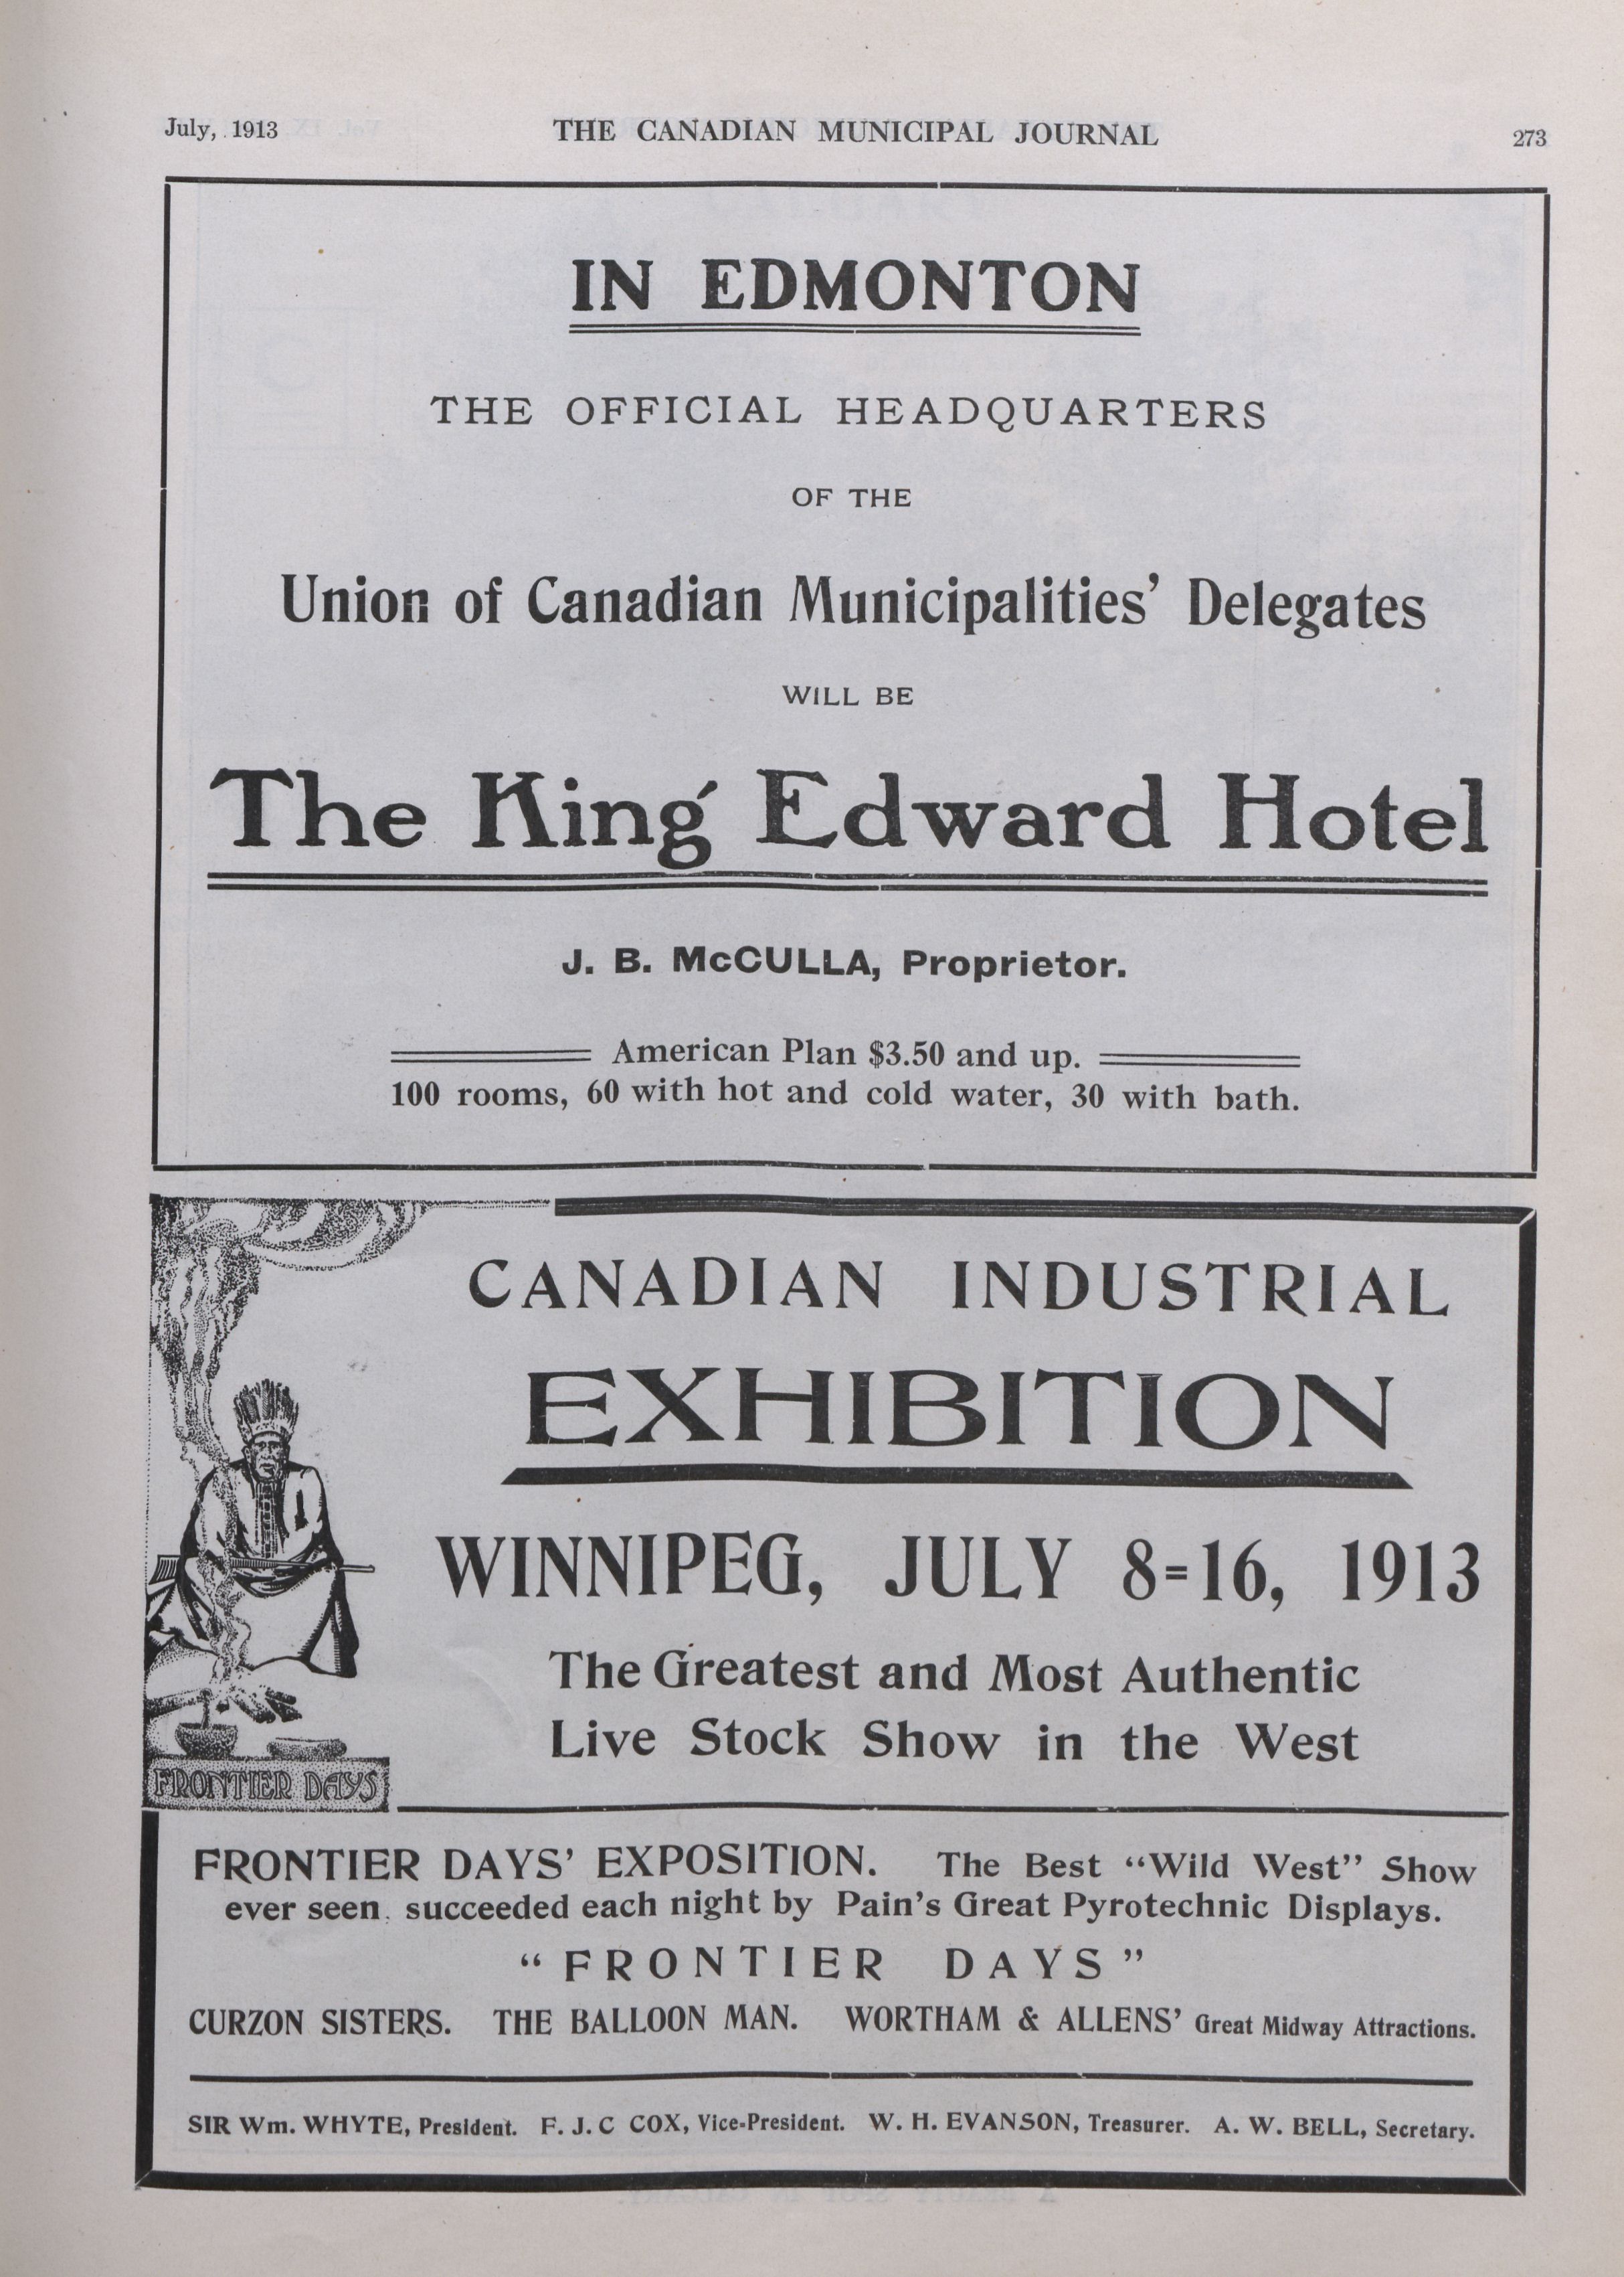 July, 1913 THE CANADIAN MUNICIPAL JOURNAL 273
IN EDMONTON
THE OFFICIAL HEADQUARTERS
OF THE
Union of Canadian Municipalities' Delegates
WILL BE
The King Edward Hotel
J. B. McCULLA, Proprietor.
American Plan $3.50 and up.
100 rooms, 60 with hot and cold water, 30 with bath.
CANADIAN INDUSTRIAL
EXHIBITION
WINNIPEG, JULY 8=16, 1913
The Greatest and Most Authentic
Live Stock Show in the West
FRONTIER DAYS
FRONTIER DAYS' EXPOSITION. The Best "Wild West" Show
ever seen, succeeded each night by Pain's Great Pyrotechnic Displays.
"FRONTIER DAYS"
CURZON SISTERS. THE BALLOON MAN. WORTHAM & ALLENS' Great Midway Attractions.
SIR Wm. WHYTE, President. F. J. C COX, Vice-President. W. H. EVANSON, Treasurer. A. W. BELL, Secretary.